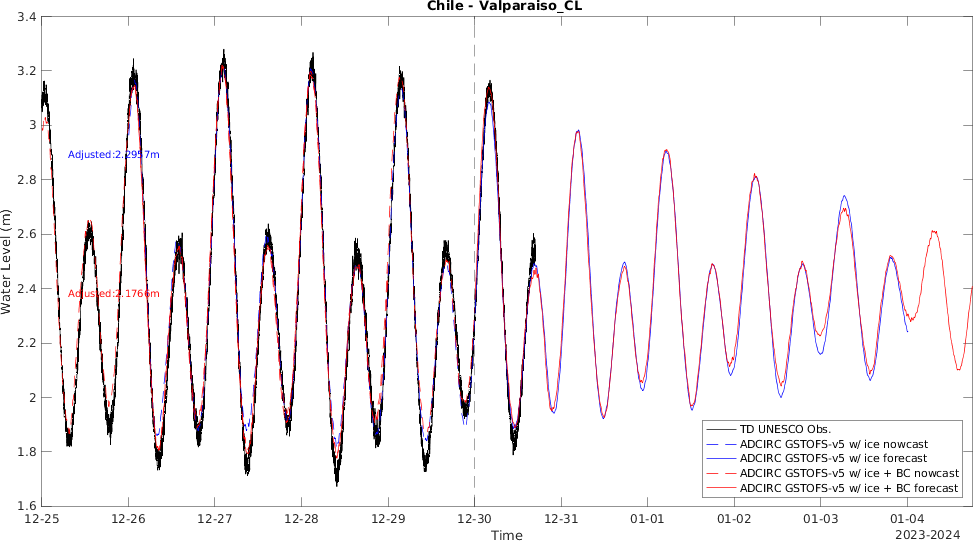 Chile - Valparaiso_CL
3.4
3.2
3
2.8
2.6
2.4
2.2
2
1.8
1.6
Water Level (m)
Adjusted:2.2957m
Adjusted:2.1766m
TD UNESCO Obs.
ADCIRC GSTOFS-v5 w/ ice nowcast
ADCIRC GSTOFS-v5 w/ ice forecast
ADCIRC GSTOFS-v5 w/ ice + BC nowcast
ADCIRC GSTOFS-v5 w/ ice + BC forecast
12-25 12-26 12-27 12-28 12-29 12-30 12-31 01-01 01-02 01-03 01-04
Time
2023-2024